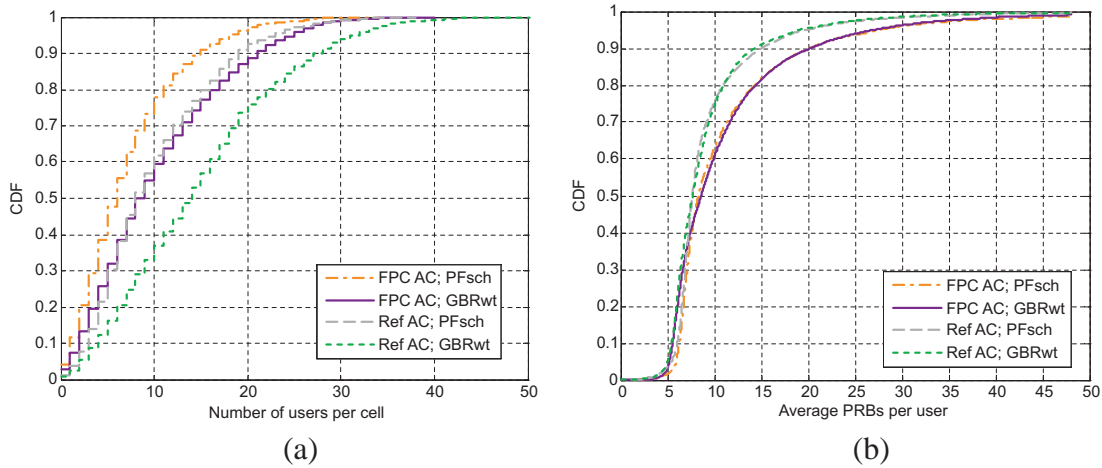 1
0.9
0.8
0.7
0.6
0.5
0.4
0.3
0.2
0.1
0
CDF
0 10 20 30 40 50
Number of users per cell
FPC AC; PFsch
FPC AC; GBRwt
Ref AC; PFsch
Ref AC; GBRwt
(a)
1
0.9
0.8
0.7
0.6
0.5
0.4
0.3
0.2
0.1
0
CDF
0 5 10 15 20 25 30 35 40 45 50
Average PRBs per user
FPC AC; PFsch
FPC AC; GBRwt
Ref AC; PFsch
Ref AC; GBRwt
(b)